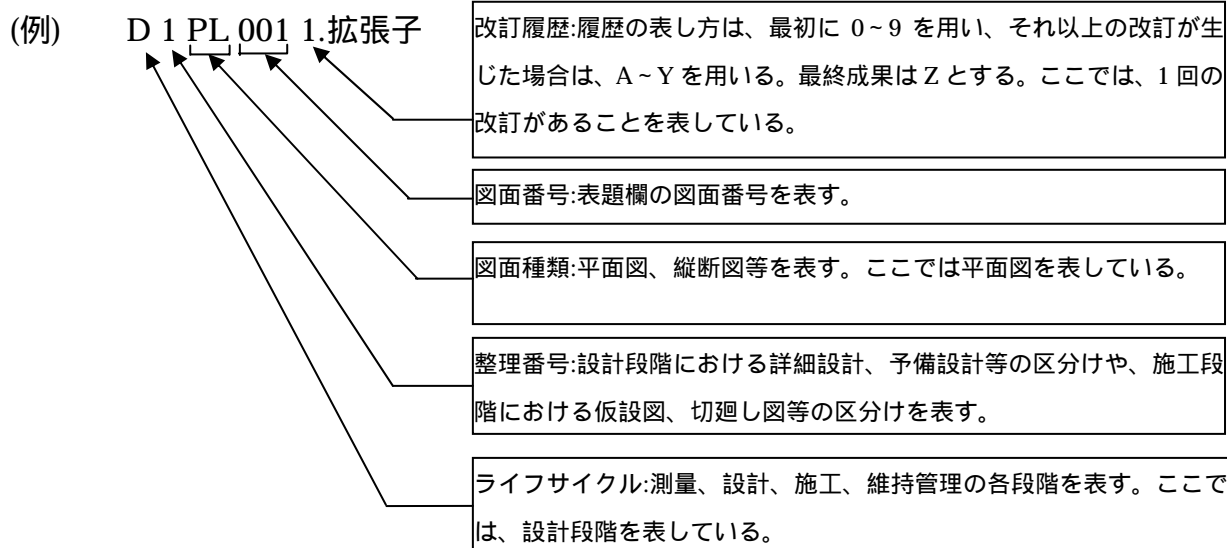 (例) D 1 PL 001 1.拡張子
改訂履歴:履歴の表し方は、最初に 0~9 を用い、それ以上の改訂が生
じた場合は、A~Y を用いる。最終成果は Z とする。ここでは、1 回の
改訂があることを表している。
図面番号:表題欄の図面番号を表す。
図面種類:平面図、縦断図等を表す。ここでは平面図を表している。
整理番号:設計段階における詳細設計、予備設計等の区分けや、施工段
階における仮設図、切廻し図等の区分けを表す。
ライフサイクル:測量、設計、施工、維持管理の各段階を表す。ここで
は、設計段階を表している。